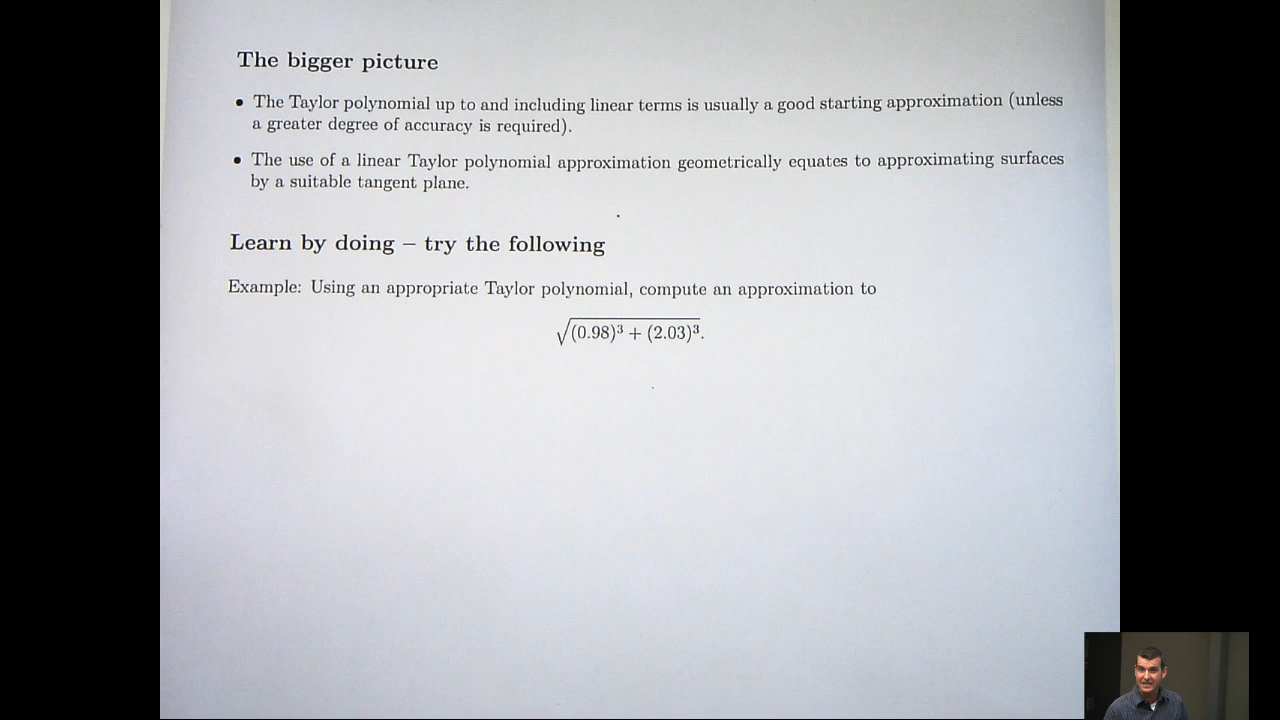 The bigger picture
• The Taylor polynomial up to and including linear terms is usually a good starting approximation (unless
a greater degree of accuracy is required).
• The use of a linear Taylor polynomial approximation geometrically equates to approximating surfaces
by a suitable tangent plane.
Learn by doing – try the following
Example: Using an appropriate Taylor polynomial, compute an approximation to
√(0.98)³ + (2.03)³.